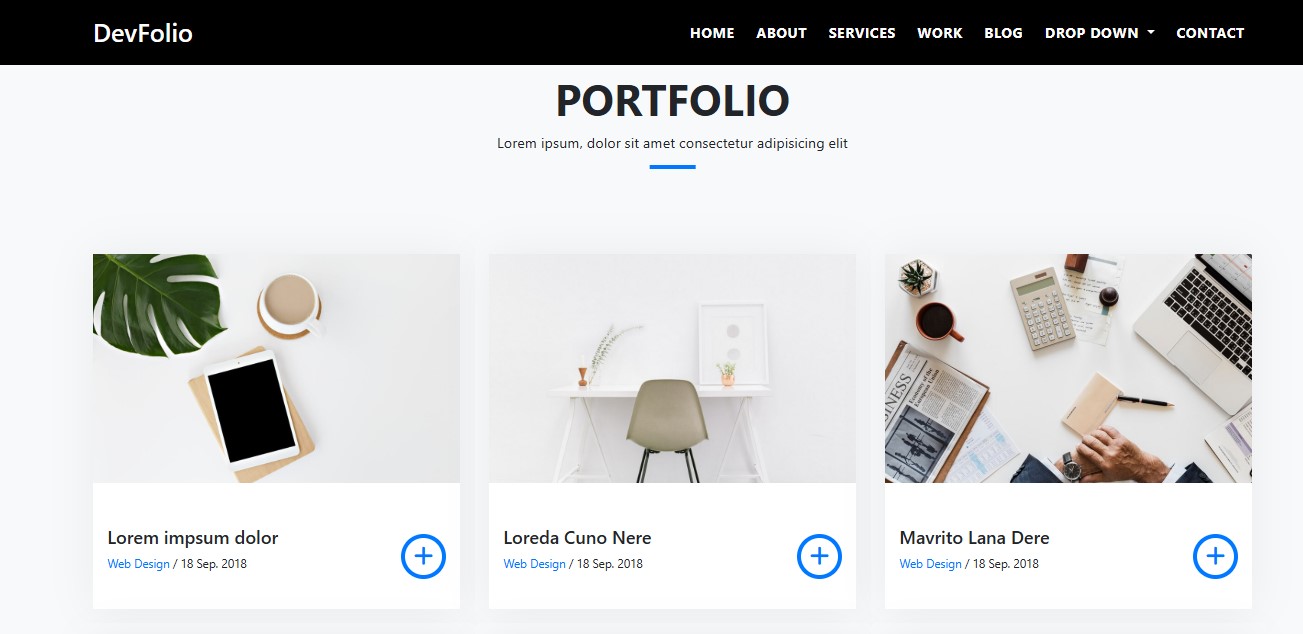 DevFolio
HOME ABOUT SERVICES WORK BLOG DROP DOWN CONTACT
PORTFOLIO
Lorem ipsum, dolor sit amet consectetur adipisicing elit
Lorem impsum dolor
Web Design / 18 Sep. 2018
Loreda Cuno Nere
Web Design / 18 Sep. 2018
Mavrito Lana Dere
Web Design / 18 Sep. 2018